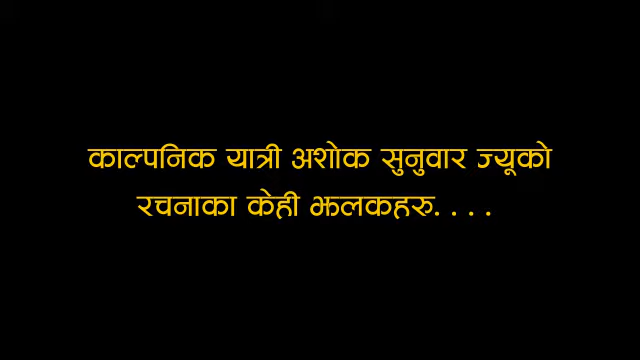 काल्पनिक यात्री अशोक सुनुवार ज्यूको
रचनाका केही झलकहरु. . . .